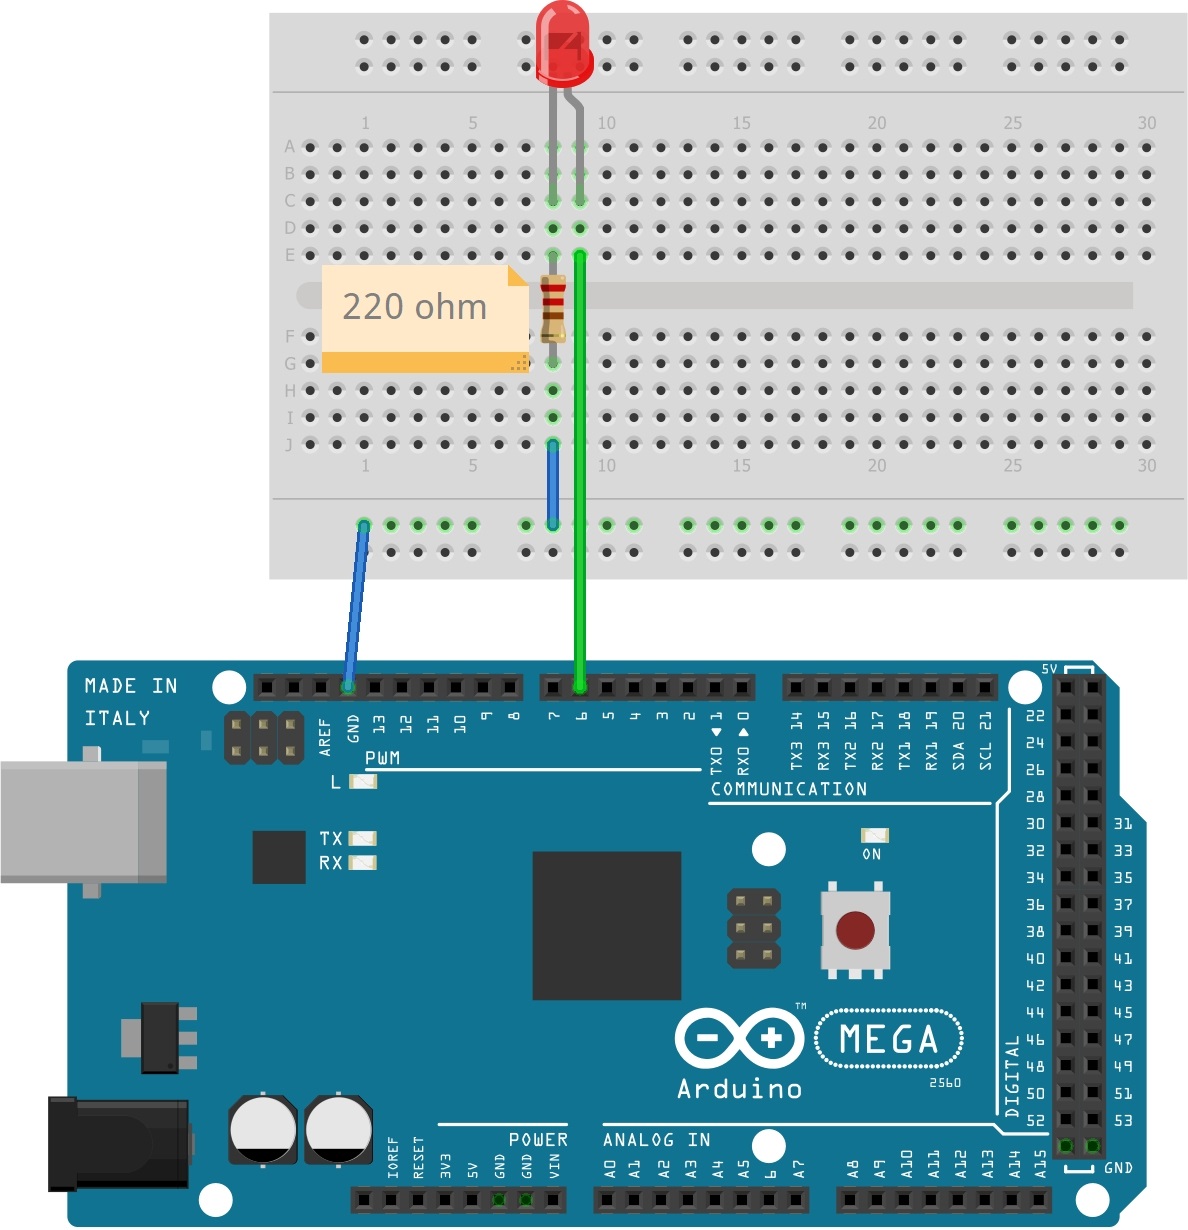 1 5 10 15 20 25 30
A
B
C
D
E
220 ohm
F
G
H
I
J
1 5 10 15 20 25 30
MADE IN
ITALY
5V
AREF GND 13 12 11 10 9 8 7 6 5 4 3 2 TX0 ◀ 1 RX0 ▶ 0
TX3 14 RX3 15 TX2 16 RX2 17 TX1 18 RX1 19 SDA 20 SCL 21
PWM
COMMUNICATION
L
TX
RX
ON
22
24
26
28
30 31
32 33
34 35
36 37
38 39
40 41
42 43
44 45
46 47
48 49
50 51
52 53
DIGITAL
GND
TM
MEGA
Arduino
2560
POWER
ANALOG IN
IOREF RESET 3V3 5V GND GND VIN
A0 A1 A2 A3 A4 A5 6 A7
A8 A9 A10 A11 A12 A13 A14 A15